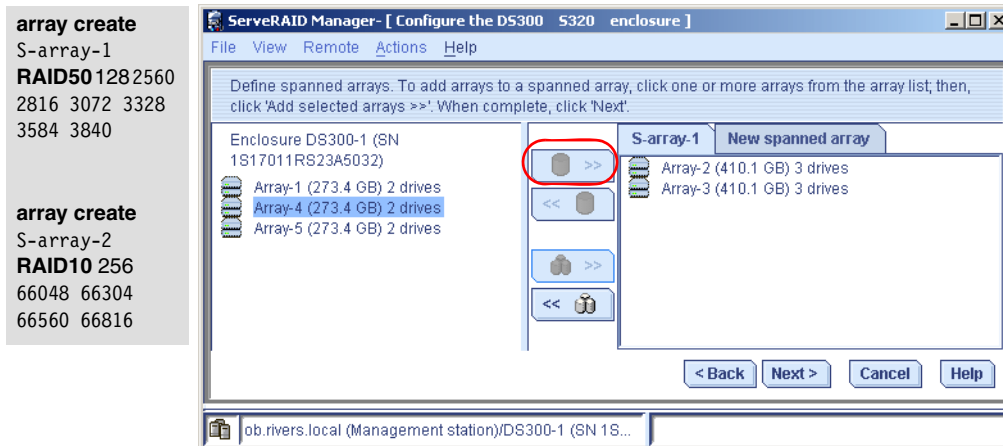 array create
S-array-1
RAID50 128 2560
2816 3072 3328
3584 3840
array create
S-array-2
RAID10 256
66048 66304
66560 66816
ServeRAID Manager- [ Configure the DS300 5320 enclosure ]
File View Remote Actions Help
Define spanned arrays. To add arrays to a spanned array, click one or more arrays from the array list; then,
click 'Add selected arrays >>'. When complete, click 'Next'.
Enclosure DS300-1 (SN
1S17011RS23A5032)
Array-1 (273.4 GB) 2 drives
Array-4 (273.4 GB) 2 drives
Array-5 (273.4 GB) 2 drives
>>
<<
>>
<<
S-array-1 New spanned array
Array-2 (410.1 GB) 3 drives
Array-3 (410.1 GB) 3 drives
< Back Next > Cancel Help
ob.rivers.local (Management station)/DS300-1 (SN 1S...